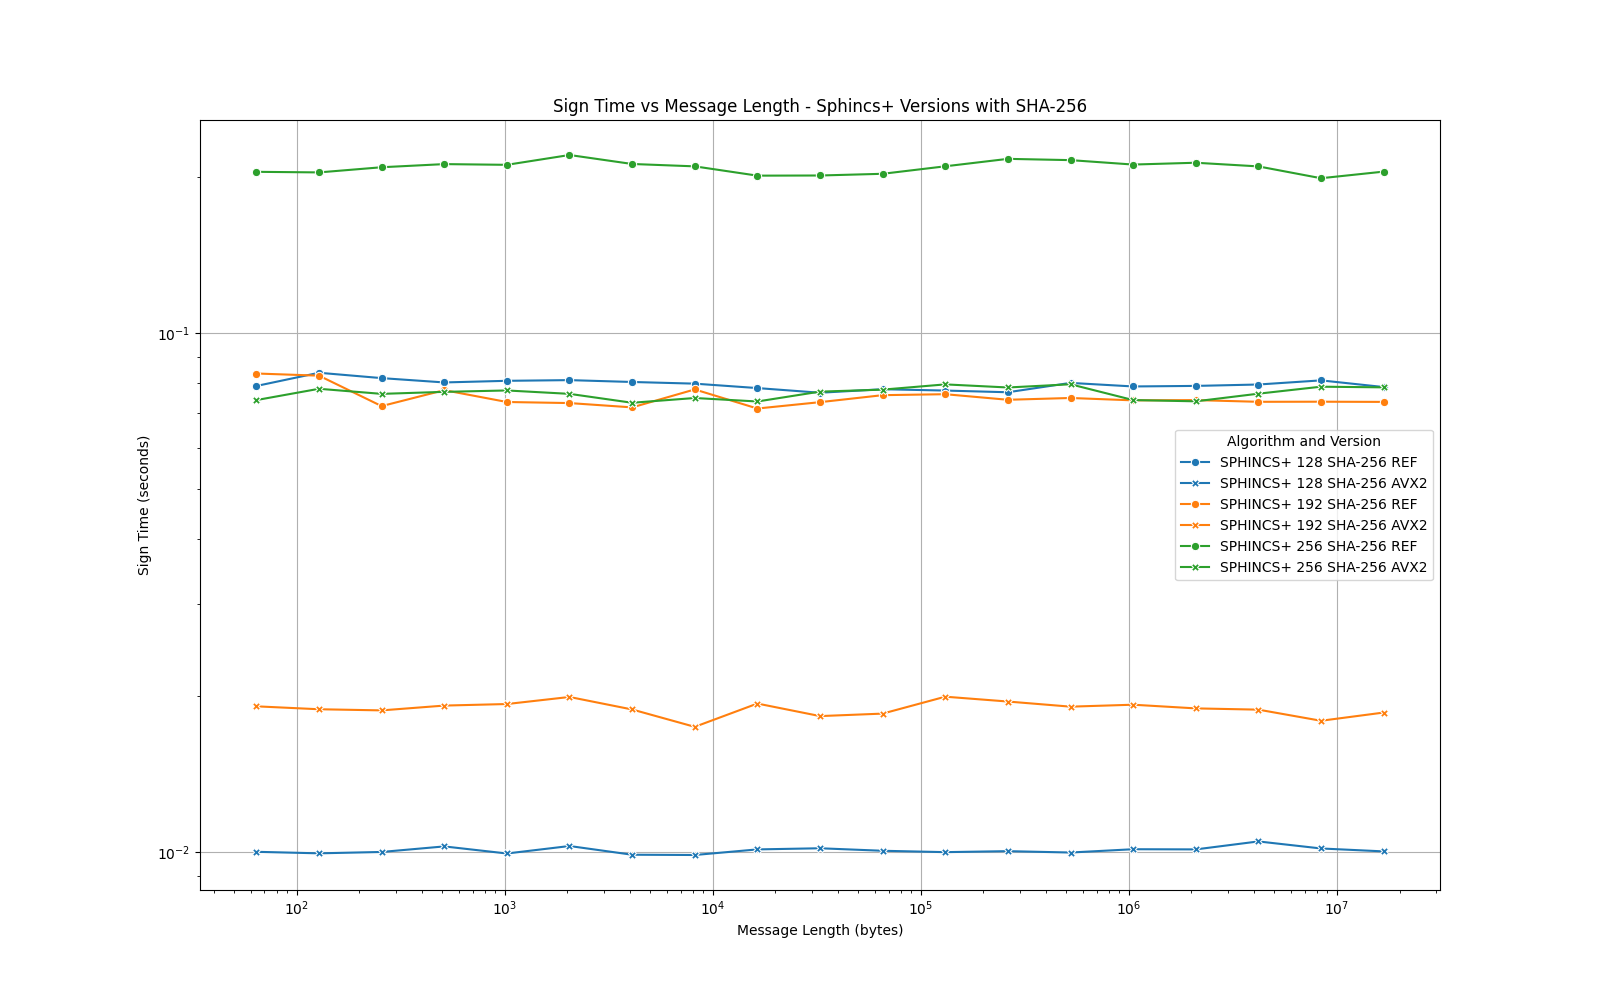 Sign Time vs Message Length - Sphincs+ Versions with SHA-256
Sign Time (seconds)
10⁻¹
10⁻²
Algorithm and Version
SPHINCS+ 128 SHA-256 REF
SPHINCS+ 128 SHA-256 AVX2
SPHINCS+ 192 SHA-256 REF
SPHINCS+ 192 SHA-256 AVX2
SPHINCS+ 256 SHA-256 REF
SPHINCS+ 256 SHA-256 AVX2
10² 10³ 10⁴ 10⁵ 10⁶ 10⁷
Message Length (bytes)